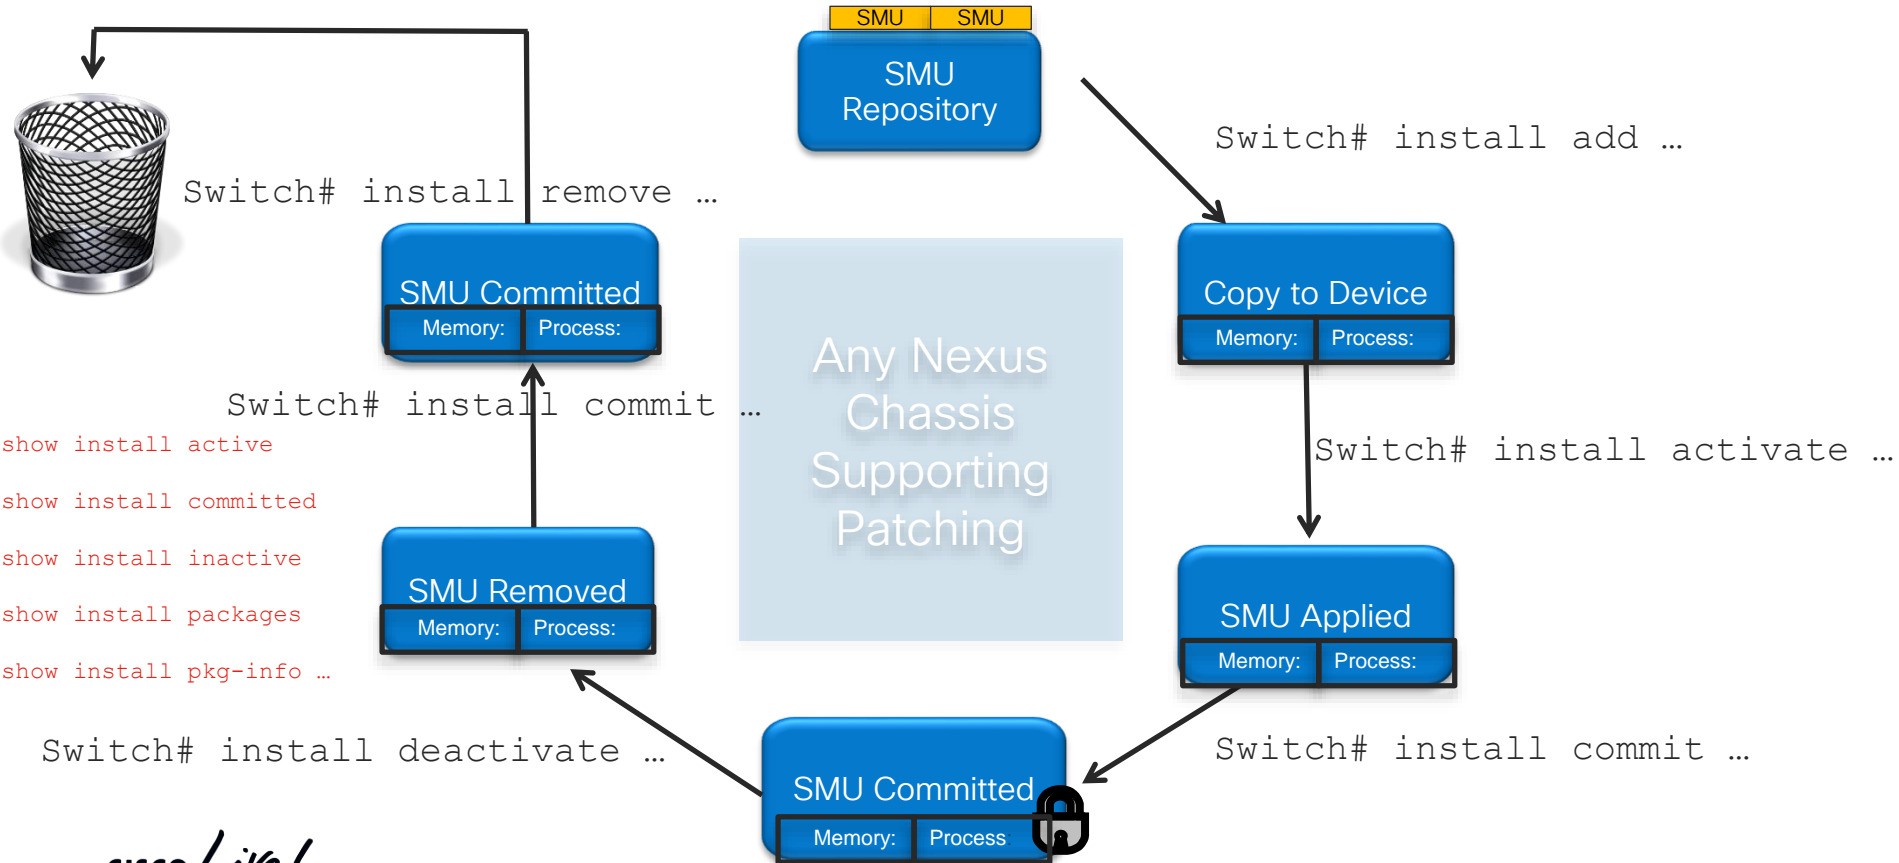 SMU SMU
SMU
Repository
Switch# install add …
Switch# install remove …
SMU Committed
Memory: Process:
Copy to Device
Memory: Process:
Any Nexus
Chassis
Supporting
Patching
Switch# install commit …
Switch# install activate …
show install active
show install committed
show install inactive
show install packages
show install pkg-info …
SMU Removed
Memory: Process:
SMU Applied
Memory: Process:
Switch# install deactivate …
Switch# install commit …
SMU Committed
Memory: Process: